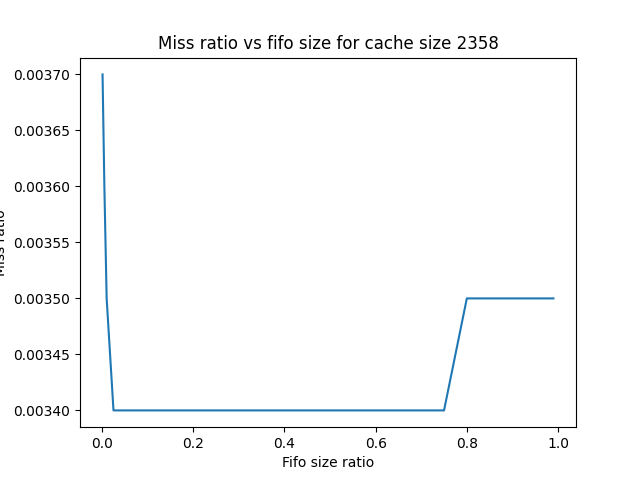 Miss ratio vs fifo size for cache size 2358
0.00370
0.00365
0.00360
0.00355
0.00350
0.00345
0.00340
Miss ratio
0.0 0.2 0.4 0.6 0.8 1.0
Fifo size ratio